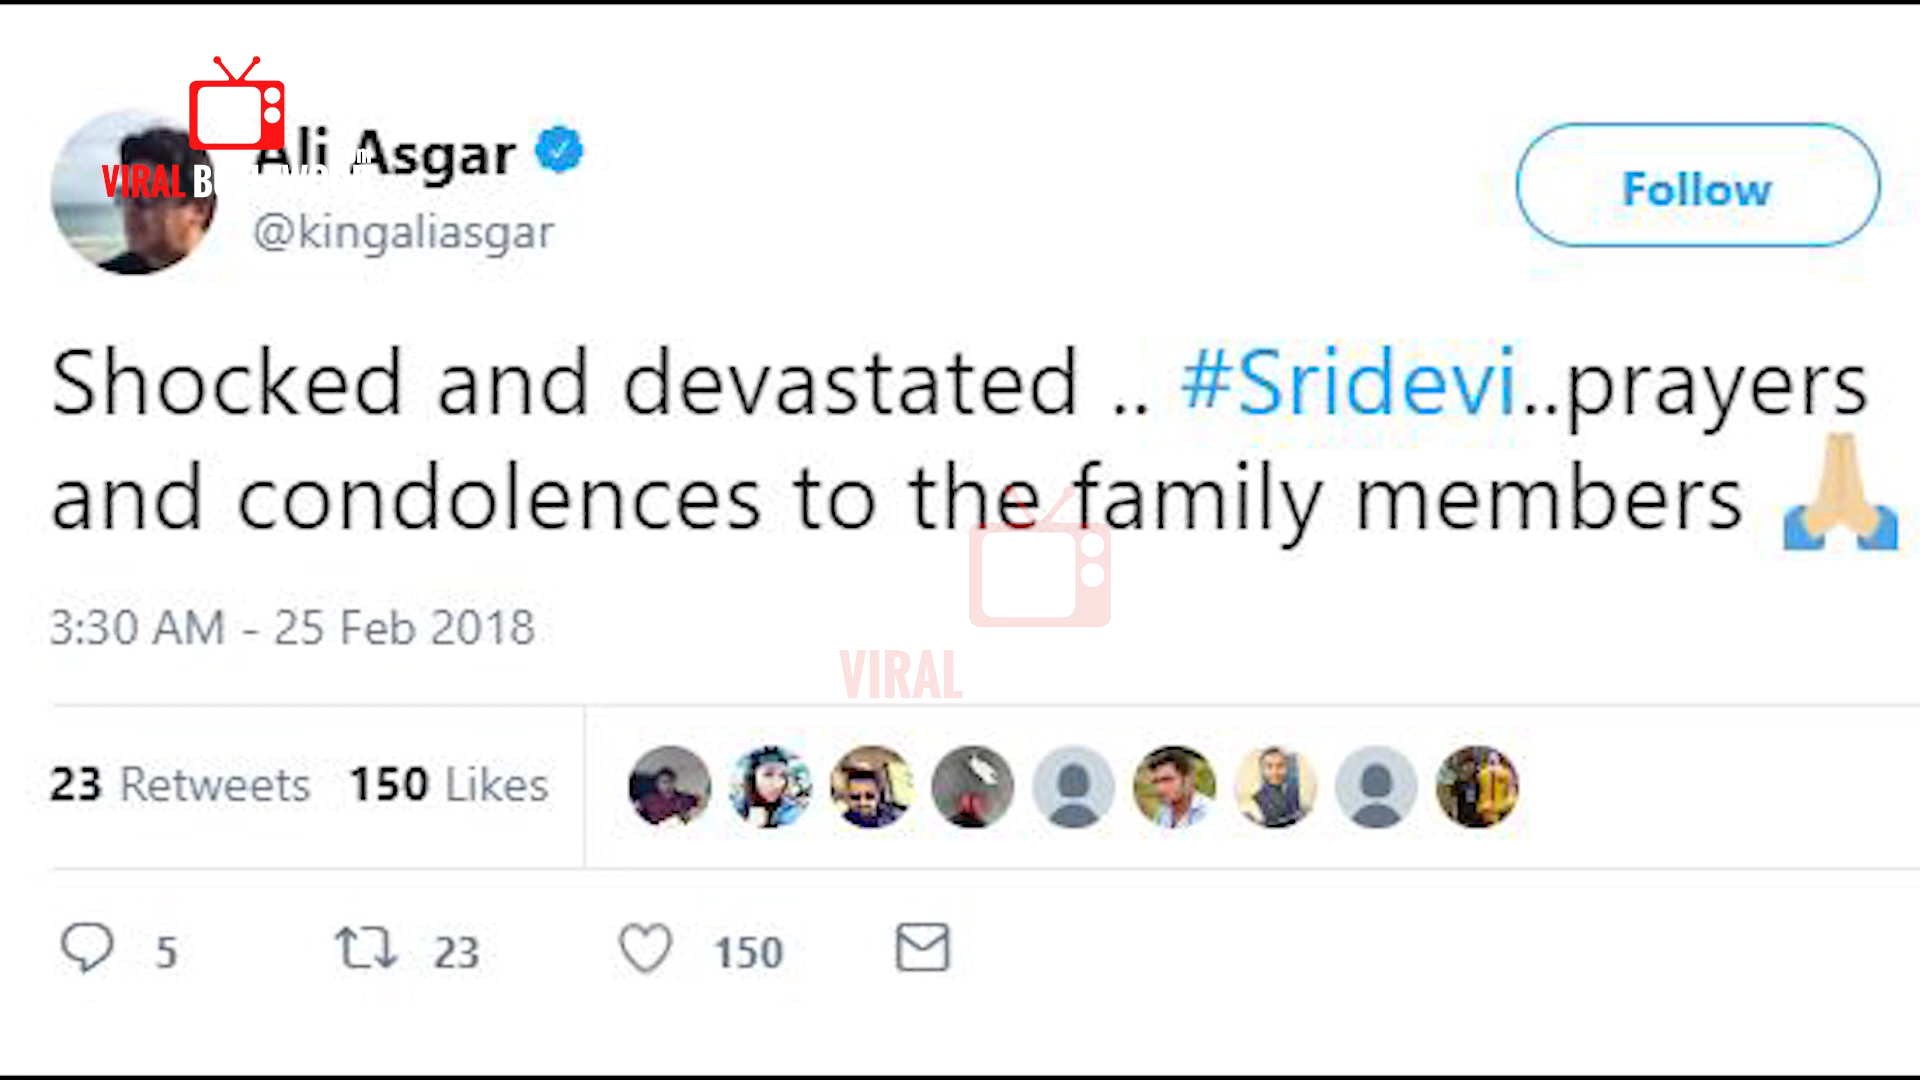 Ali Asgar
VIRAL
@kingaliasgar
Follow
Shocked and devastated .. #Sridevi..prayers
and condolences to the family members 🙏🏼
3:30 AM - 25 Feb 2018
VIRAL
23 Retweets 150 Likes
5 23 150